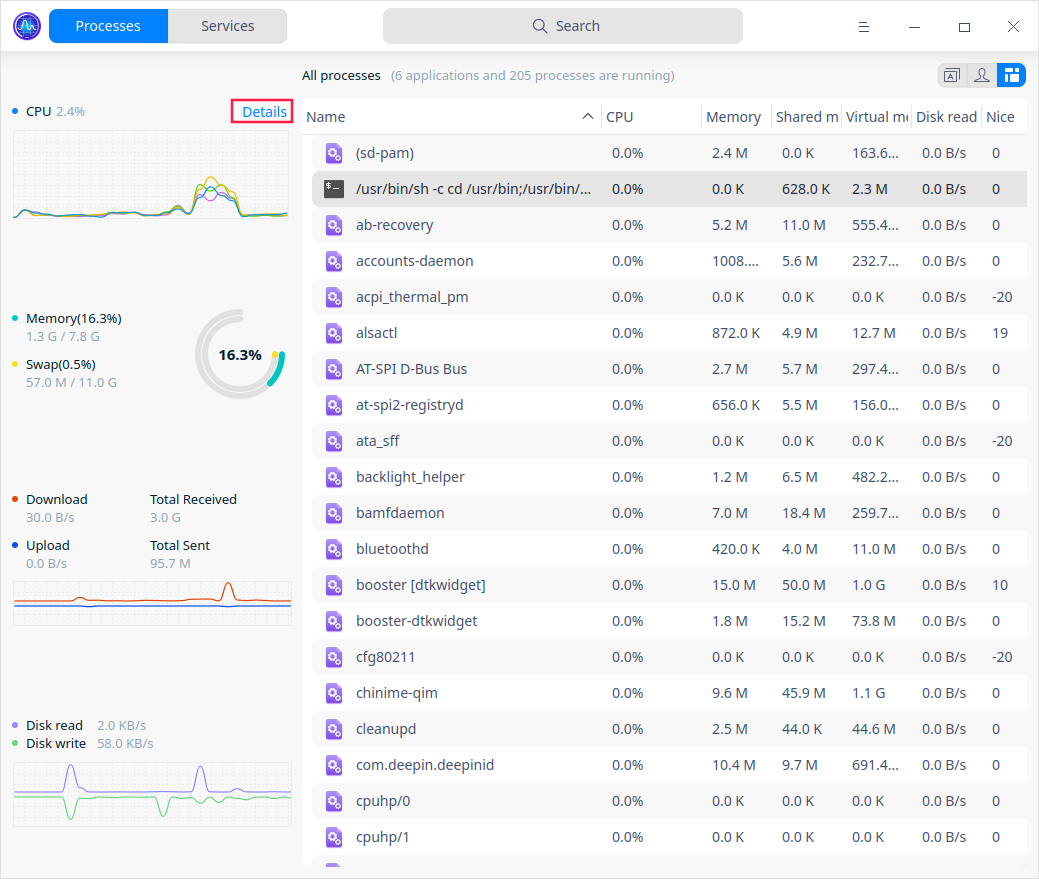 Processes Services Search
All processes (6 applications and 205 processes are running)
CPU 2.4% Details
Memory(16.3%)
1.3 G / 7.8 G
Swap(0.5%)
57.0 M / 11.0 G
16.3%
Download Total Received
30.0 B/s 3.0 G
Upload Total Sent
0.0 B/s 95.7 M
Disk read 2.0 KB/s
Disk write 58.0 KB/s
Name CPU Memory Shared m Virtual me Disk read Nice
(sd-pam) 0.0% 2.4 M 0.0 K 163.6... 0.0 B/s 0
$ /usr/bin/sh -c cd /usr/bin;/usr/bin/... 0.0% 0.0 K 628.0 K 2.3 M 0.0 B/s 0
ab-recovery 0.0% 5.2 M 11.0 M 555.4... 0.0 B/s 0
accounts-daemon 0.0% 1008.... 5.6 M 232.7... 0.0 B/s 0
acpi_thermal_pm 0.0% 0.0 K 0.0 K 0.0 K 0.0 B/s -20
alsactl 0.0% 872.0 K 4.9 M 12.7 M 0.0 B/s 19
AT-SPI D-Bus Bus 0.0% 2.7 M 5.7 M 297.4... 0.0 B/s 0
at-spi2-registryd 0.0% 656.0 K 5.5 M 156.0... 0.0 B/s 0
ata_sff 0.0% 0.0 K 0.0 K 0.0 K 0.0 B/s -20
backlight_helper 0.0% 1.2 M 6.5 M 482.2... 0.0 B/s 0
bamfdaemon 0.0% 7.0 M 18.4 M 259.7... 0.0 B/s 0
bluetoothd 0.0% 420.0 K 4.0 M 11.0 M 0.0 B/s 0
booster [dtkwidget] 0.0% 15.0 M 50.0 M 1.0 G 0.0 B/s 10
booster-dtkwidget 0.0% 1.8 M 15.2 M 73.8 M 0.0 B/s 0
cfg80211 0.0% 0.0 K 0.0 K 0.0 K 0.0 B/s -20
chinime-qim 0.0% 9.6 M 45.9 M 1.1 G 0.0 B/s 0
cleanupd 0.0% 2.5 M 44.0 K 44.6 M 0.0 B/s 0
com.deepin.deepinid 0.0% 10.4 M 9.7 M 691.4... 0.0 B/s 0
cpuhp/0 0.0% 0.0 K 0.0 K 0.0 K 0.0 B/s 0
cpuhp/1 0.0% 0.0 K 0.0 K 0.0 K 0.0 B/s 0